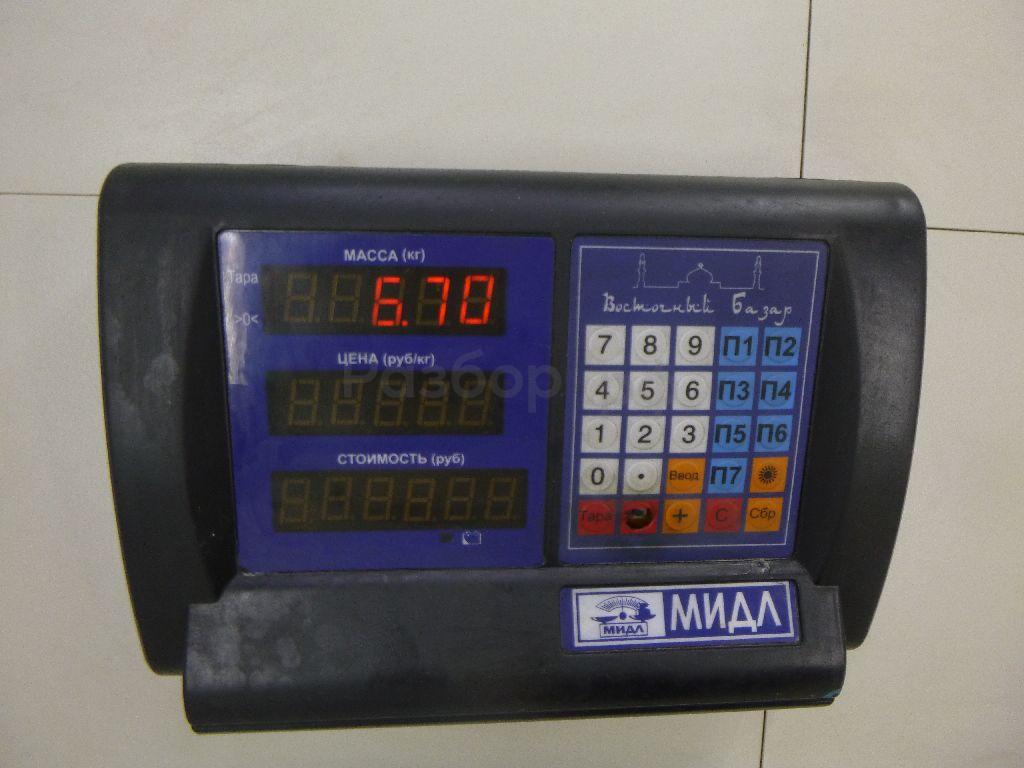 МАССА (кг)
Тара
6.70
>0<
ЦЕНА (руб/кг)
Разбор
СТОИМОСТЬ (руб)
Восточный Базар
7 8 9 П1 П2
4 5 6 П3 П4
1 2 3 П5 П6
0 . Ввод П7
Тара + С Сбр
МИДЛ МИДЛ